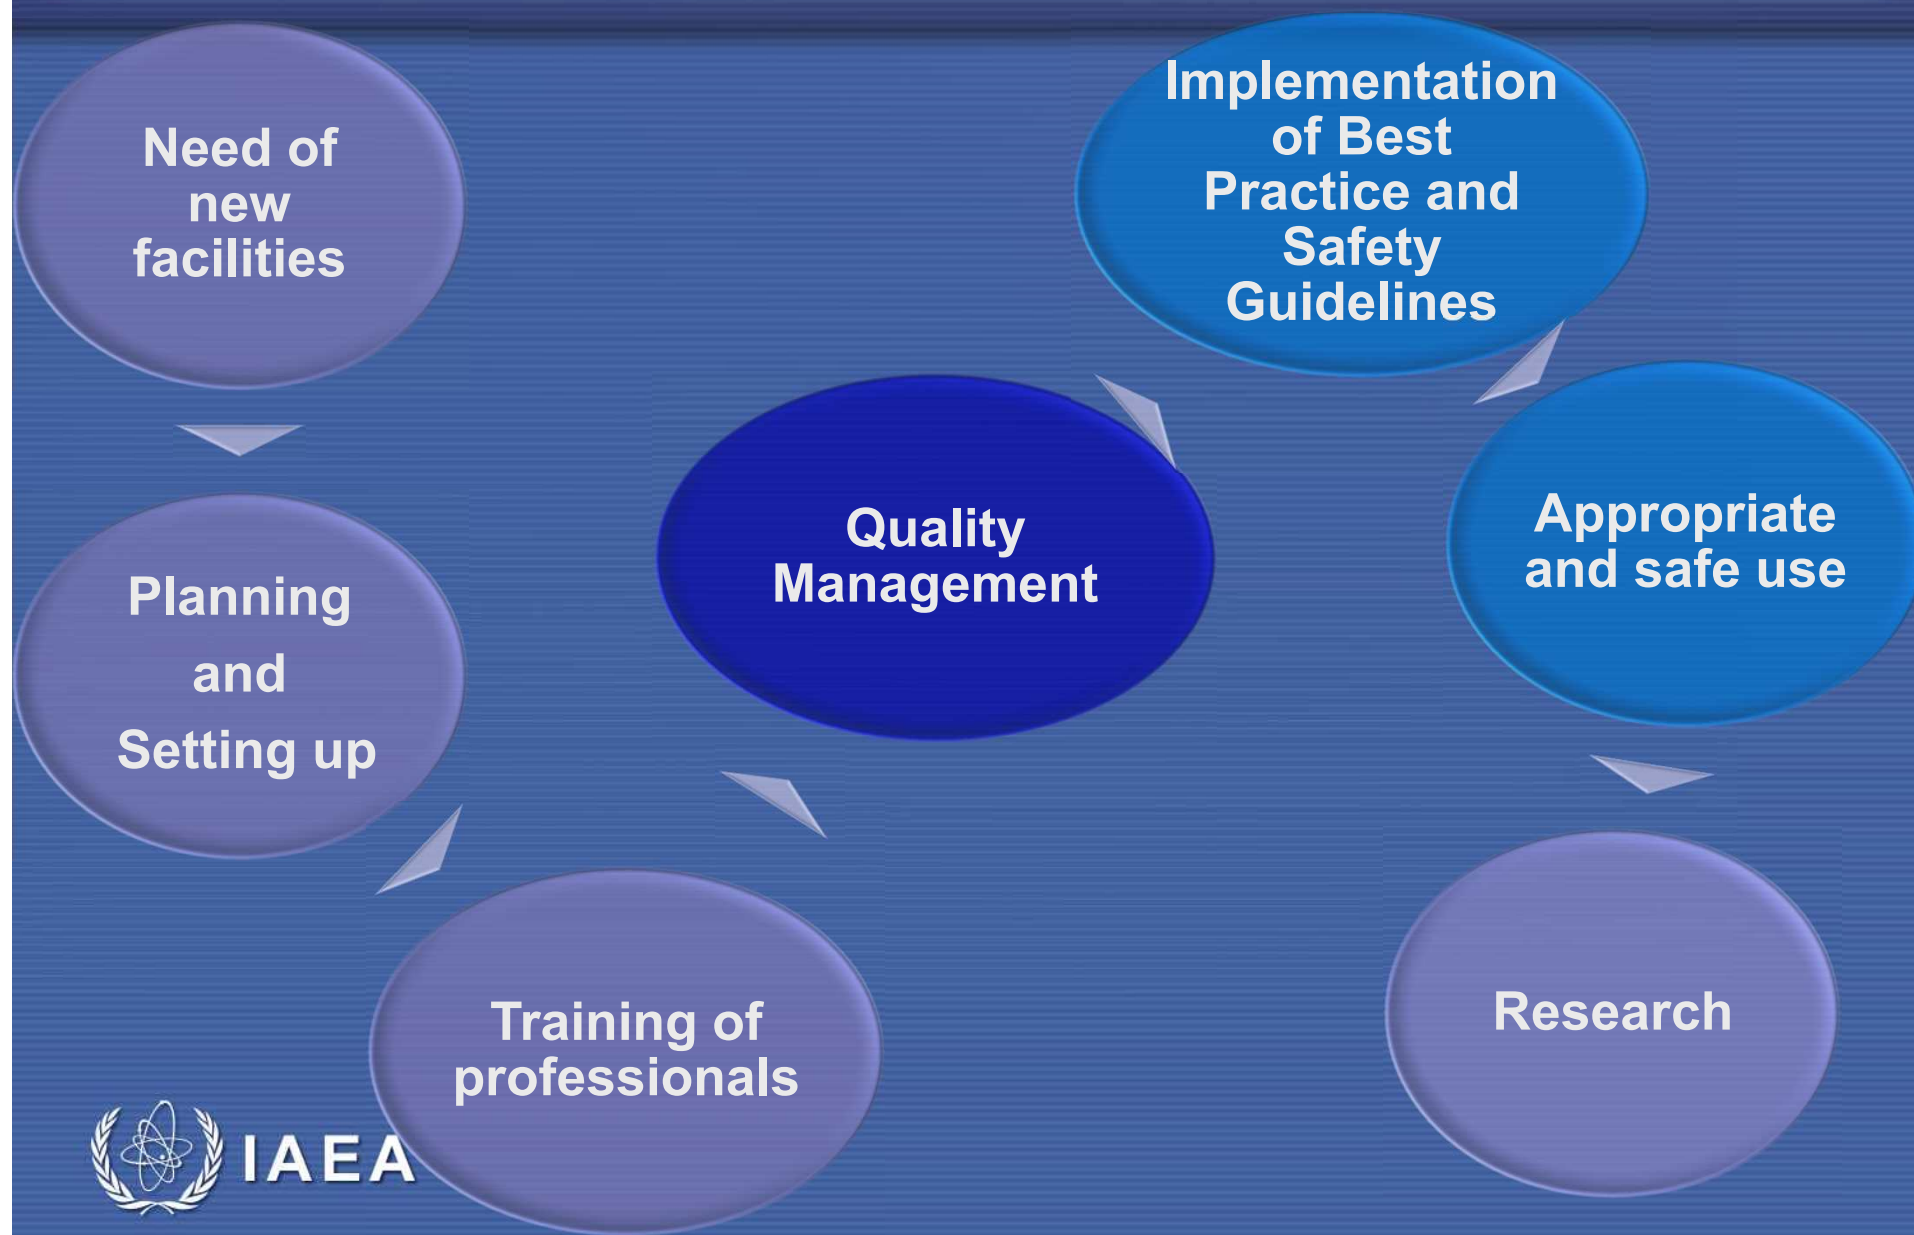 Need of
new
facilities
Planning
and
Setting up
Training of
professionals
Quality
Management
Implementation
of Best
Practice and
Safety
Guidelines
Appropriate
and safe use
Research
IAEA